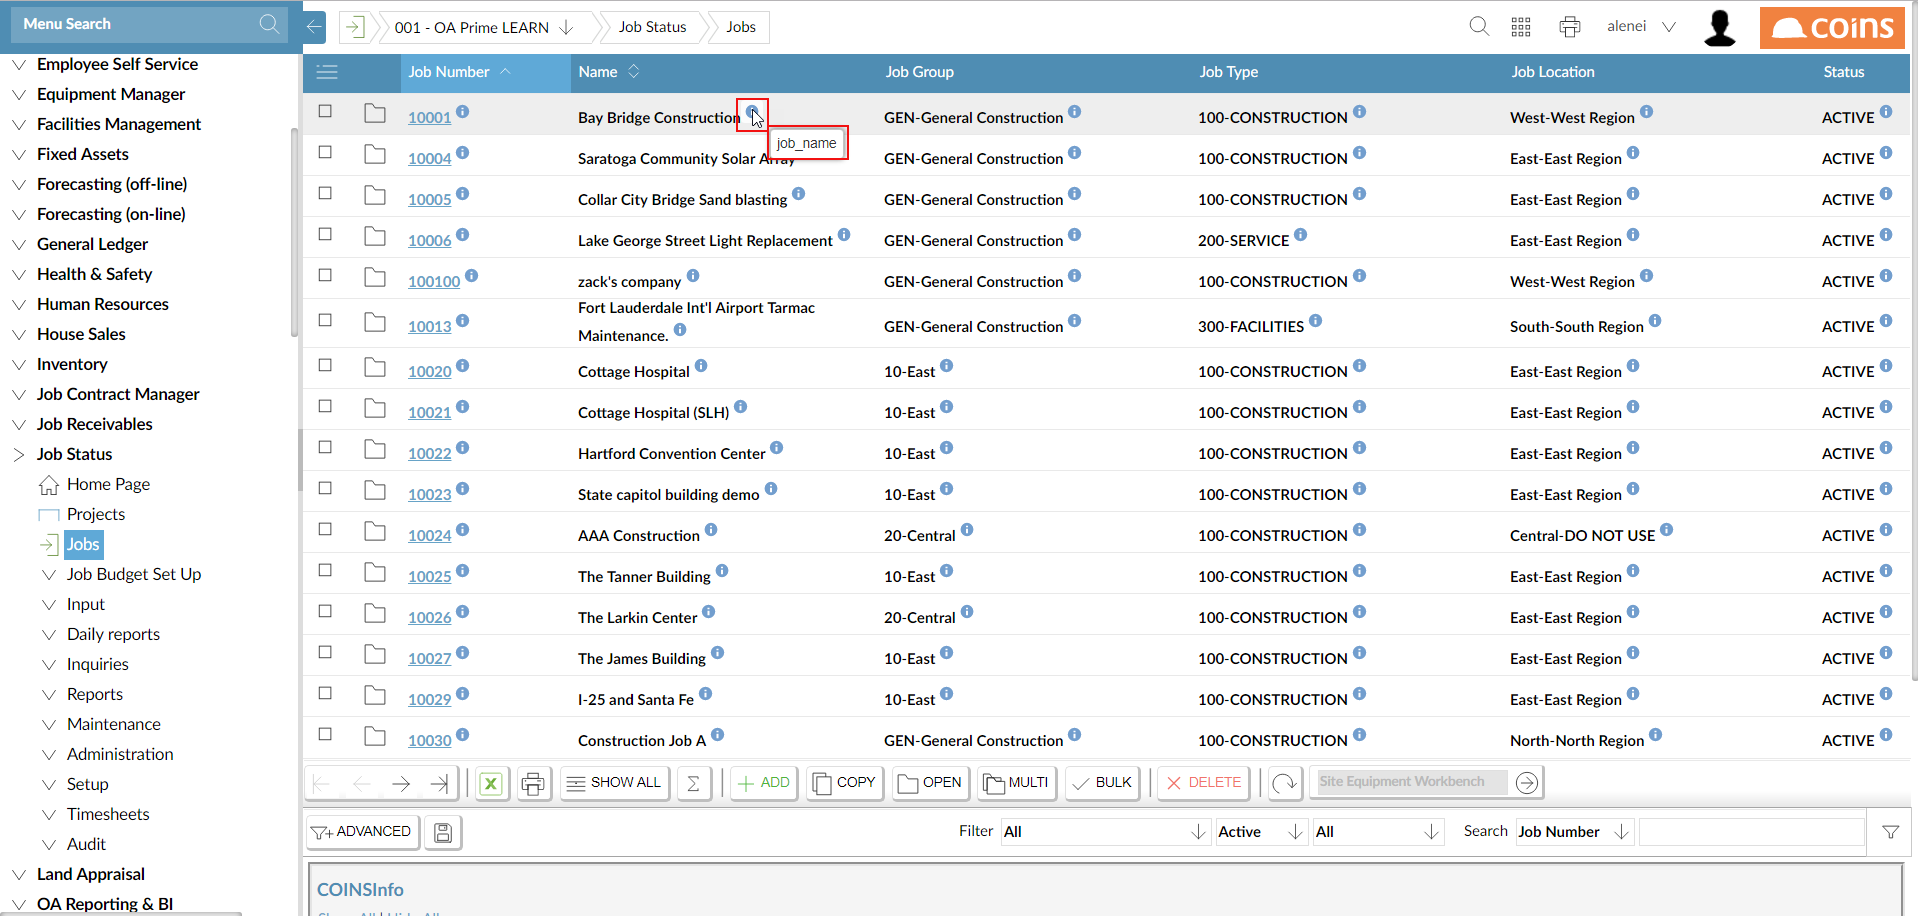 Menu Search
001 - OA Prime LEARN
Job Status
Jobs
alenei
coins
Employee Self Service
Equipment Manager
Facilities Management
Fixed Assets
Forecasting (off-line)
Forecasting (on-line)
General Ledger
Health & Safety
Human Resources
House Sales
Inventory
Job Contract Manager
Job Receivables
Job Status
Home Page
Projects
Jobs
Job Budget Set Up
Input
Daily reports
Inquiries
Reports
Maintenance
Administration
Setup
Timesheets
Audit
Land Appraisal
OA Reporting & BI
Job Number Name Job Group Job Type Job Location Status
10001 Bay Bridge Construction GEN-General Construction 100-CONSTRUCTION West-West Region ACTIVE
job_name
10004 Saratoga Community Solar Array GEN-General Construction 100-CONSTRUCTION East-East Region ACTIVE
10005 Collar City Bridge Sand blasting GEN-General Construction 100-CONSTRUCTION East-East Region ACTIVE
10006 Lake George Street Light Replacement GEN-General Construction 200-SERVICE East-East Region ACTIVE
100100 zack's company GEN-General Construction 100-CONSTRUCTION West-West Region ACTIVE
Fort Lauderdale Int'l Airport Tarmac
10013 Maintenance. GEN-General Construction 300-FACILITIES South-South Region ACTIVE
10020 Cottage Hospital 10-East 100-CONSTRUCTION East-East Region ACTIVE
10021 Cottage Hospital (SLH) 10-East 100-CONSTRUCTION East-East Region ACTIVE
10022 Hartford Convention Center 10-East 100-CONSTRUCTION East-East Region ACTIVE
10023 State capitol building demo 10-East 100-CONSTRUCTION East-East Region ACTIVE
10024 AAA Construction 20-Central 100-CONSTRUCTION Central-DO NOT USE ACTIVE
10025 The Tanner Building 10-East 100-CONSTRUCTION East-East Region ACTIVE
10026 The Larkin Center 20-Central 100-CONSTRUCTION East-East Region ACTIVE
10027 The James Building 10-East 100-CONSTRUCTION East-East Region ACTIVE
10029 I-25 and Santa Fe 10-East 100-CONSTRUCTION East-East Region ACTIVE
10030 Construction Job A GEN-General Construction 100-CONSTRUCTION North-North Region ACTIVE
SHOW ALL Σ ADD COPY OPEN MULTI BULK DELETE Site Equipment Workbench
ADVANCED Filter All Active All Search Job Number
COINSInfo